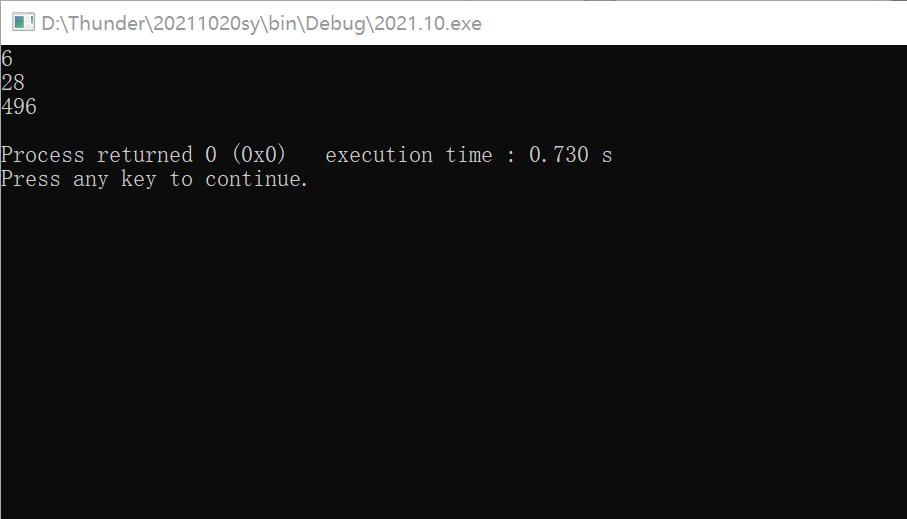 D:\Thunder\20211020sy\bin\Debug\2021.10.exe
6
28
496
Process returned 0 (0x0)   execution time : 0.730 s
Press any key to continue.